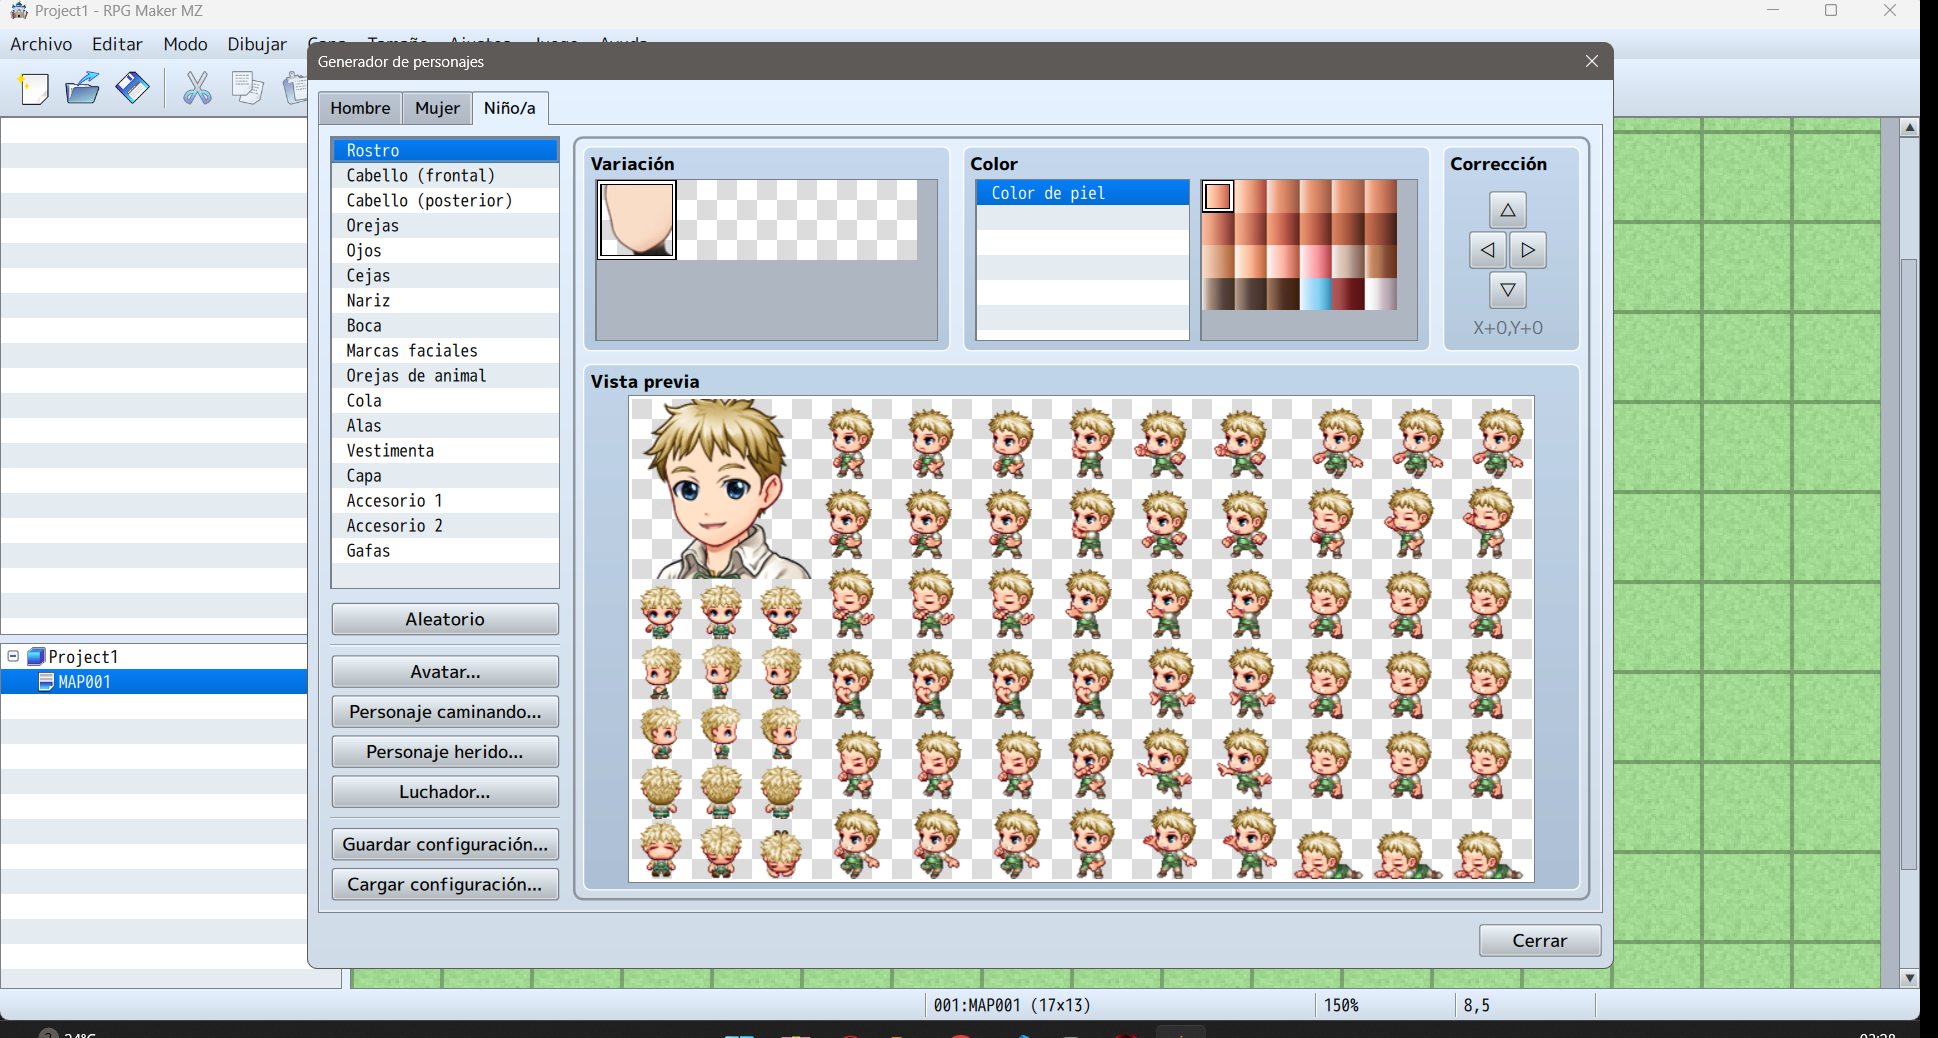 Project1 - RPG Maker MZ
Archivo Editar Modo Dibujar
Generador de personajes
Hombre Mujer Niño/a
Rostro
Cabello (frontal)
Cabello (posterior)
Orejas
Ojos
Cejas
Nariz
Boca
Marcas faciales
Orejas de animal
Cola
Alas
Vestimenta
Capa
Accesorio 1
Accesorio 2
Gafas
Aleatorio
Avatar...
Personaje caminando...
Personaje herido...
Luchador...
Guardar configuración...
Cargar configuración...
Variación
Color
Color de piel
Corrección
X+0,Y+0
Vista previa
Cerrar
Project1
MAP001
001:MAP001 (17×13) 150% 8,5